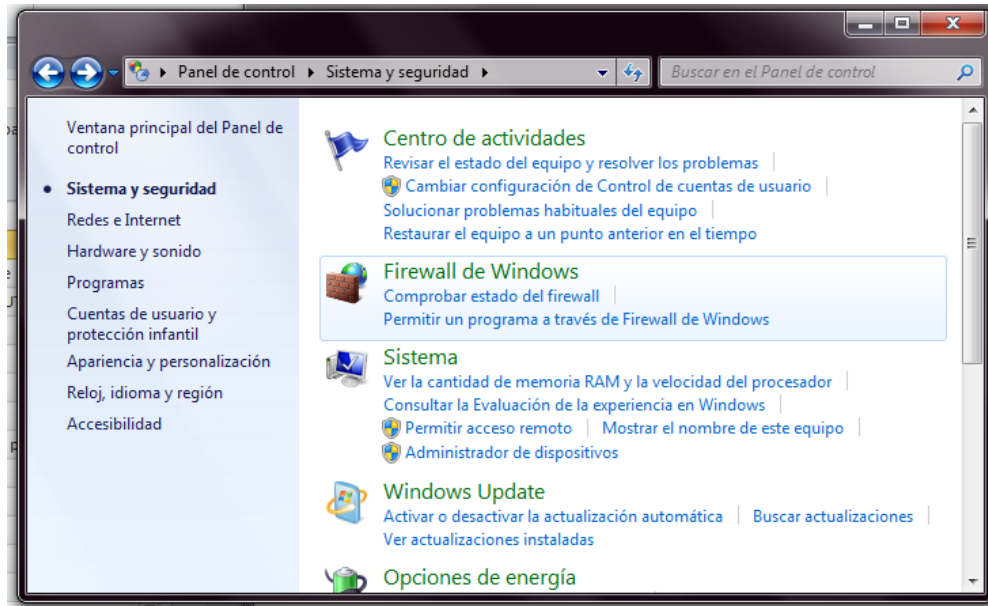 Panel de control ▸ Sistema y seguridad ▸
Buscar en el Panel de control
Ventana principal del Panel de
control
Sistema y seguridad
Redes e Internet
Hardware y sonido
Programas
Cuentas de usuario y
protección infantil
Apariencia y personalización
Reloj, idioma y región
Accesibilidad
Centro de actividades
Revisar el estado del equipo y resolver los problemas
Cambiar configuración de Control de cuentas de usuario
Solucionar problemas habituales del equipo
Restaurar el equipo a un punto anterior en el tiempo
Firewall de Windows
Comprobar estado del firewall
Permitir un programa a través de Firewall de Windows
Sistema
Ver la cantidad de memoria RAM y la velocidad del procesador
Consultar la Evaluación de la experiencia en Windows
Permitir acceso remoto Mostrar el nombre de este equipo
Administrador de dispositivos
Windows Update
Activar o desactivar la actualización automática Buscar actualizaciones
Ver actualizaciones instaladas
Opciones de energía